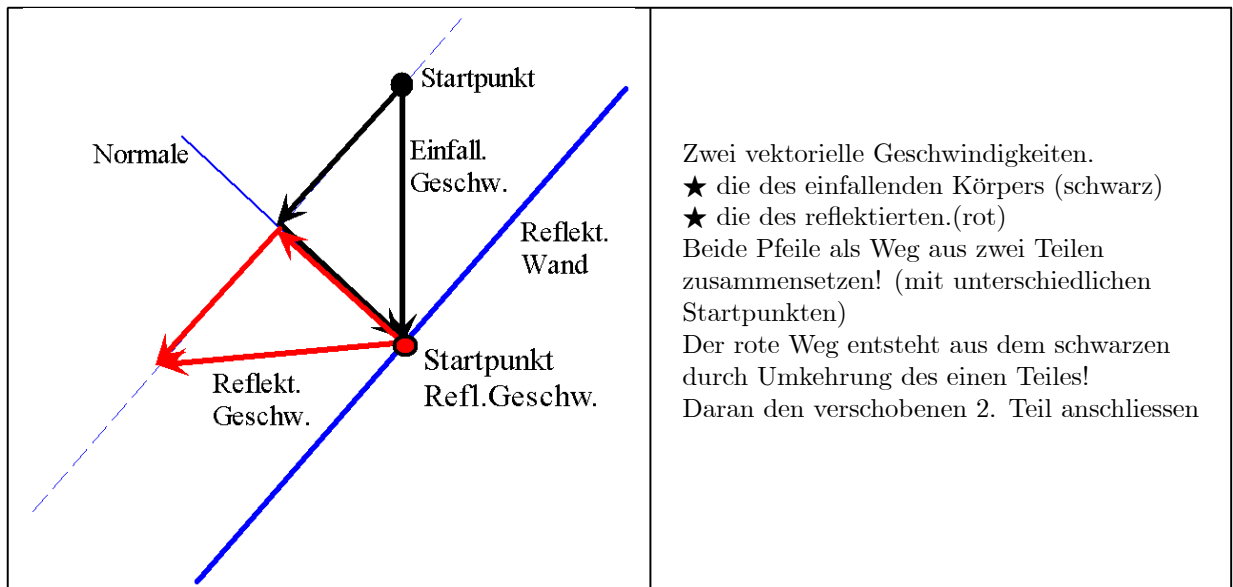 Startpunkt
Normale
Einfall.
Geschw.
Reflekt.
Wand
Startpunkt
Refl.Geschw.
Reflekt.
Geschw.
Zwei vektorielle Geschwindigkeiten.
★ die des einfallenden Körpers (schwarz)
★ die des reflektierten.(rot)
Beide Pfeile als Weg aus zwei Teilen
zusammensetzen! (mit unterschiedlichen
Startpunkten)
Der rote Weg entsteht aus dem schwarzen
durch Umkehrung des einen Teiles!
Daran den verschobenen 2. Teil anschliessen